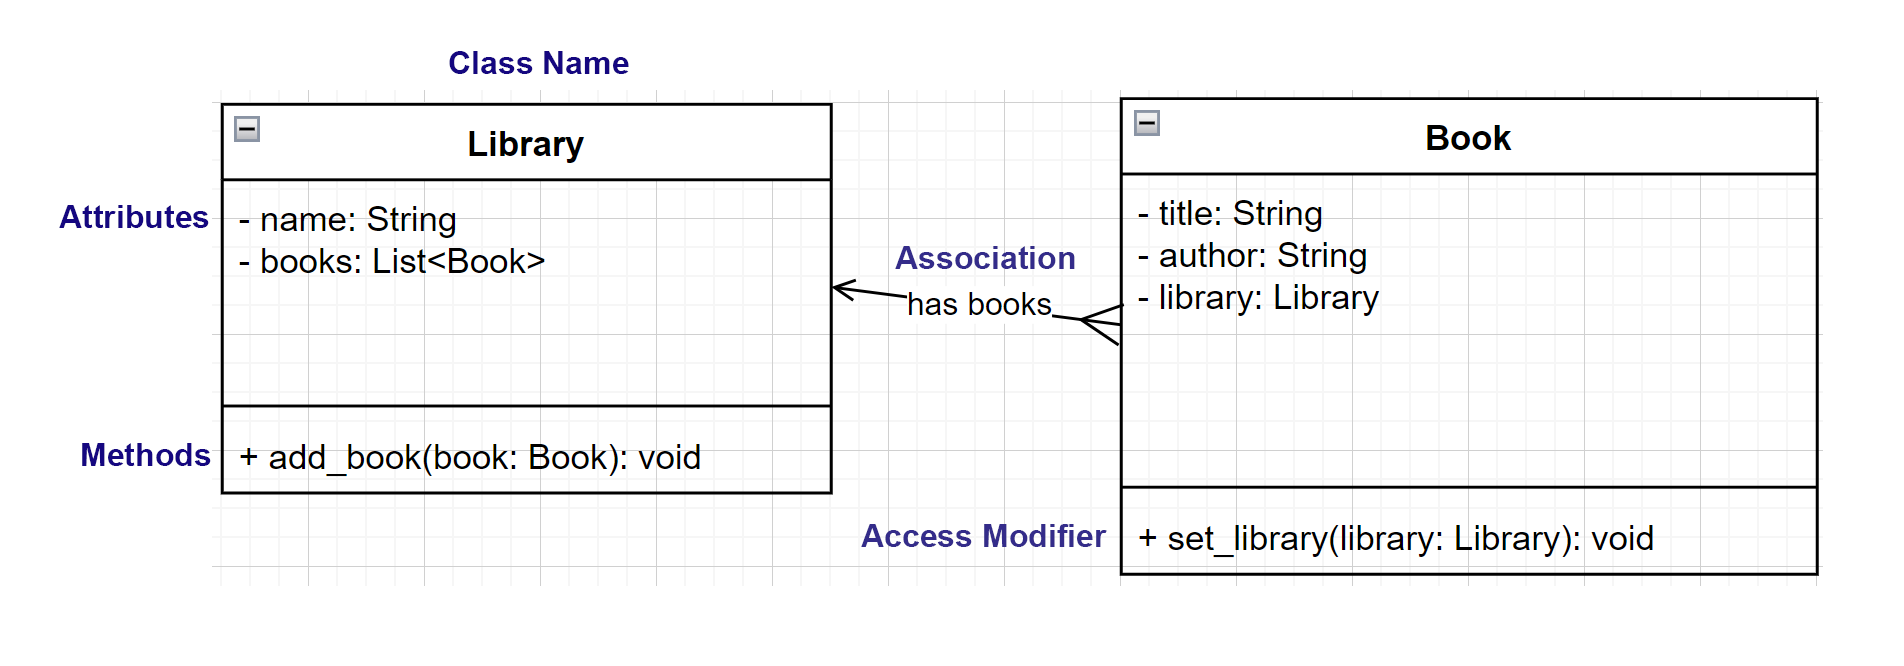 Class Name
Library
Book
Attributes
- name: String
- books: List<Book>
- title: String
- author: String
- library: Library
Association
has books
Methods
+ add_book(book: Book): void
Access Modifier
+ set_library(library: Library): void